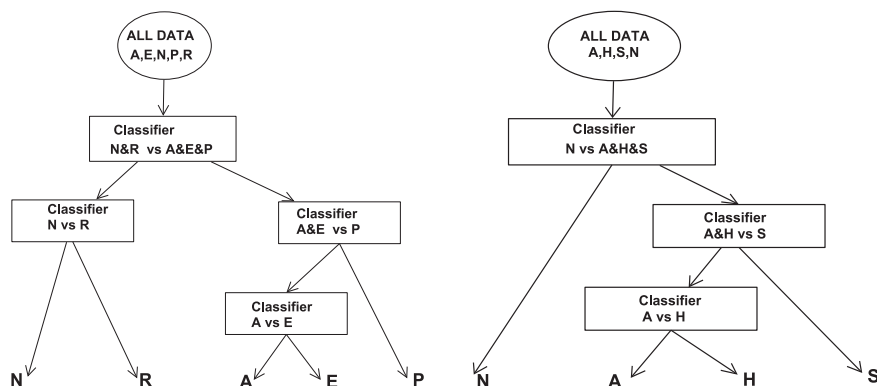 ALL DATA
A,E,N,P,R
Classifier
N&R vs A&E&P
Classifier
N vs R
Classifier
A&E vs P
Classifier
A vs E
N
R
A
E
P
ALL DATA
A,H,S,N
Classifier
N vs A&H&S
Classifier
A&H vs S
Classifier
A vs H
N
A
H
S